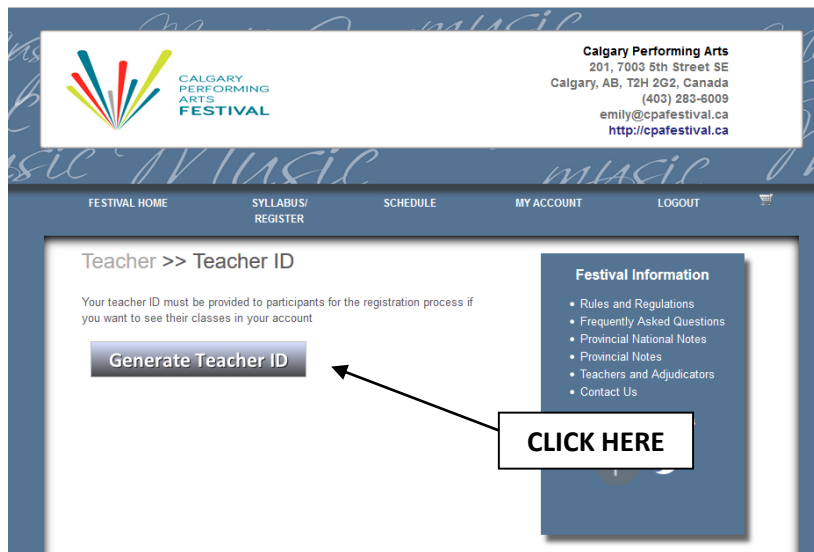 CALGARY
PERFORMING
ARTS
FESTIVAL
Calgary Performing Arts
201, 7003 5th Street SE
Calgary, AB, T2H 2G2, Canada
(403) 283-6009
emily@cpafestival.ca
http://cpafestival.ca
music
Music
music
FESTIVAL HOME
SYLLABUS/
REGISTER
SCHEDULE
MY ACCOUNT
LOGOUT
Teacher >> Teacher ID
Your teacher ID must be provided to participants for the registration process if
you want to see their classes in your account
Generate Teacher ID
Festival Information
• Rules and Regulations
• Frequently Asked Questions
• Provincial National Notes
• Provincial Notes
• Teachers and Adjudicators
• Contact Us
CLICK HERE